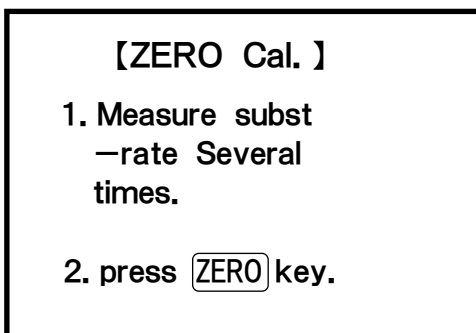 【ZERO Cal.】
1. Measure subst
-rate Several
times.
2. press ZERO key.